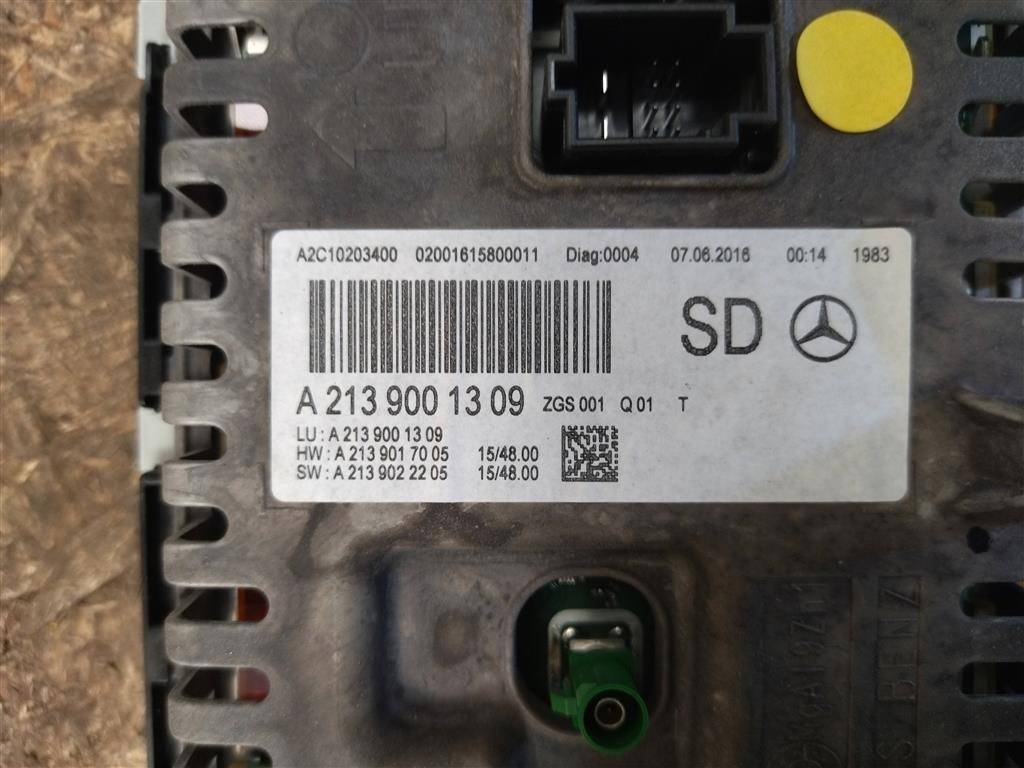 A2C10203400 02001615800011 Diag:0004 07.06.2016 00:14 1983
SD
A 213 900 13 09 ZGS 001 Q 01 T
LU : A 213 900 13 09
HW : A 213 901 70 05 15/48.00
SW : A 213 902 22 05 15/48.00
S BENZ